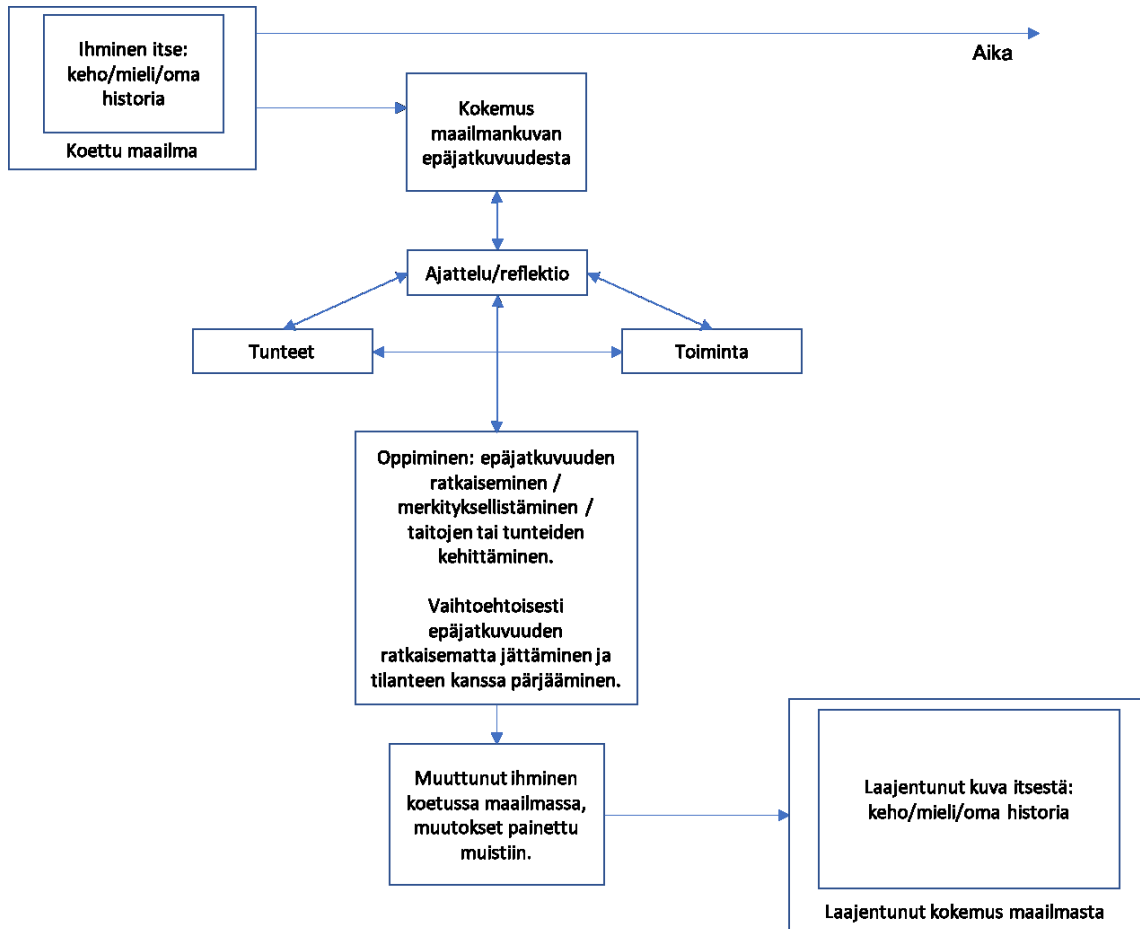 Ihminen itse:
keho/mieli/oma
historia
Koettu maailma
Aika
Kokemus
maailmankuvan
epäjatkuvuudesta
Ajattelu/reflektio
Tunteet
Toiminta
Oppiminen: epäjatkuvuuden
ratkaiseminen /
merkityksellistäminen /
taitojen tai tunteiden
kehittäminen.
Vaihtoehtoisesti
epäjatkuvuuden
ratkaisematta jättäminen ja
tilanteen kanssa pärjääminen.
Muuttunut ihminen
koetussa maailmassa,
muutokset painettu
muistiin.
Laajentunut kuva itsestä:
keho/mieli/oma historia
Laajentunut kokemus maailmasta